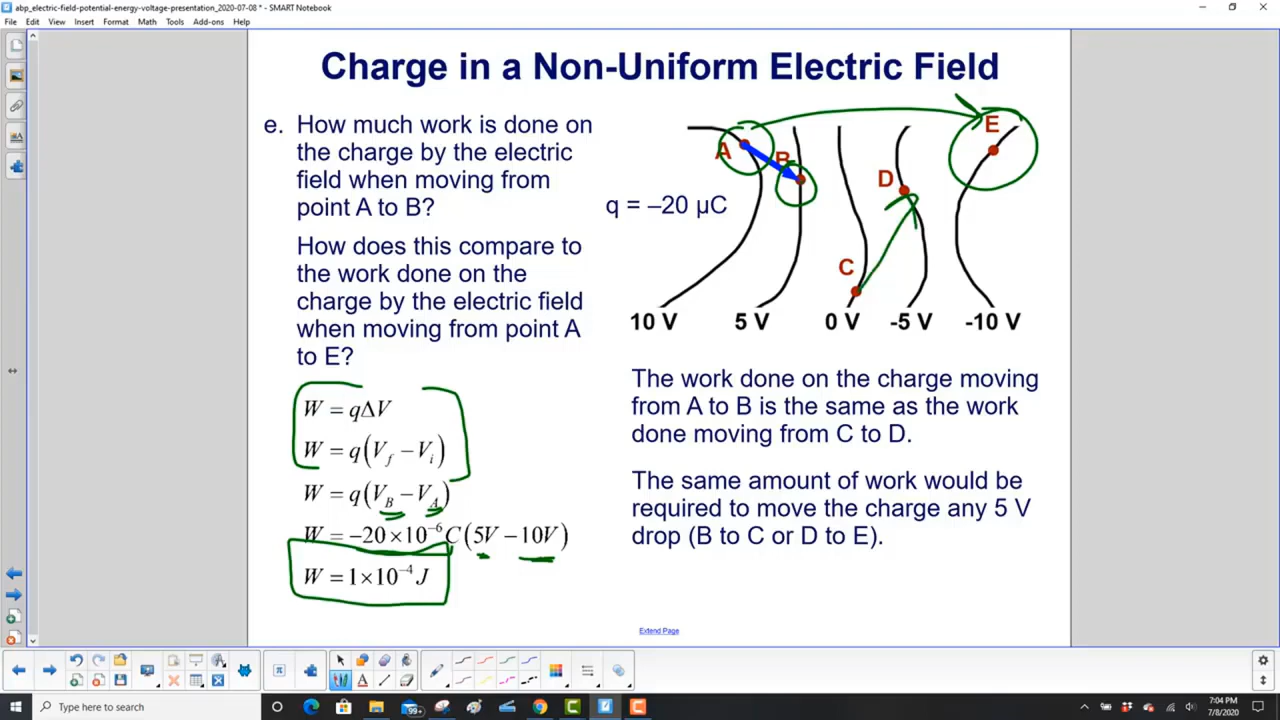 abp_electric-field-potential-energy-voltage-presentation_2020-07-08 * - SMART Notebook
File Edit View Insert Format Math Tools Add-ons Help
Charge in a Non-Uniform Electric Field
e. How much work is done on
the charge by the electric
field when moving from
point A to B?
How does this compare to
the work done on the
charge by the electric field
when moving from point A
to E?
W = qΔV
W = q(V_f − V_i)
W = q(V_B − V_A)
W = −20×10⁻⁶C(5V −10V)
W = 1×10⁻⁴ J
A
B
C
D
E
q = –20 µC
10 V 5 V 0 V -5 V -10 V
The work done on the charge moving
from A to B is the same as the work
done moving from C to D.
The same amount of work would be
required to move the charge any 5 V
drop (B to C or D to E).
Extend Page
Type here to search
99+
7:04 PM
7/8/2020